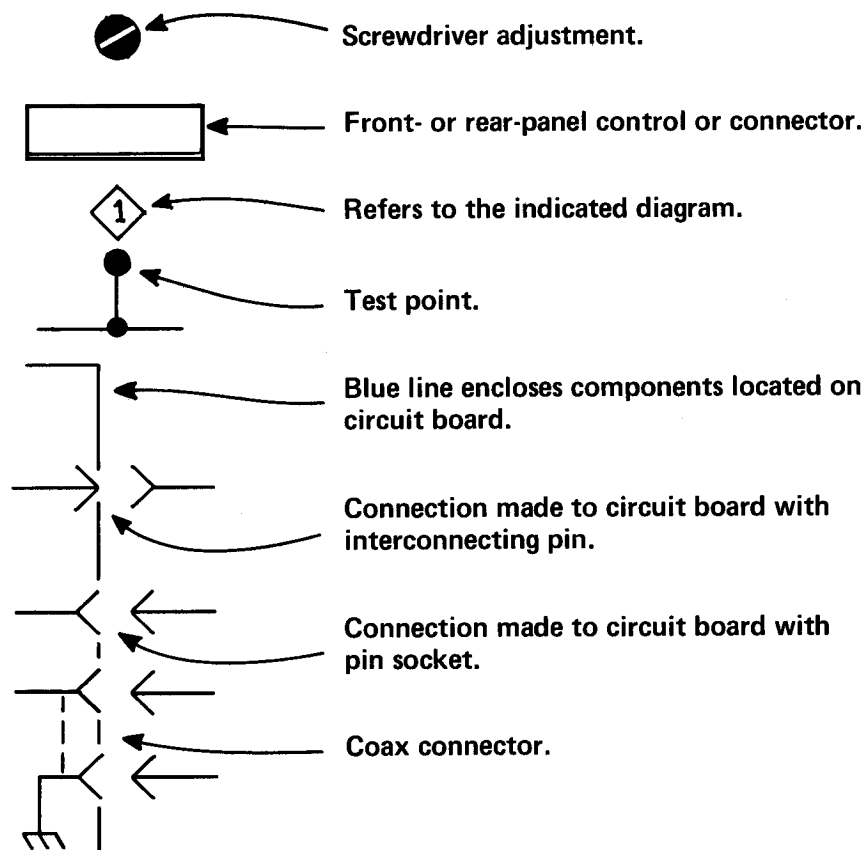 Screwdriver adjustment.
Front- or rear-panel control or connector.
1
Refers to the indicated diagram.
Test point.
Blue line encloses components located on
circuit board.
Connection made to circuit board with
interconnecting pin.
Connection made to circuit board with
pin socket.
Coax connector.